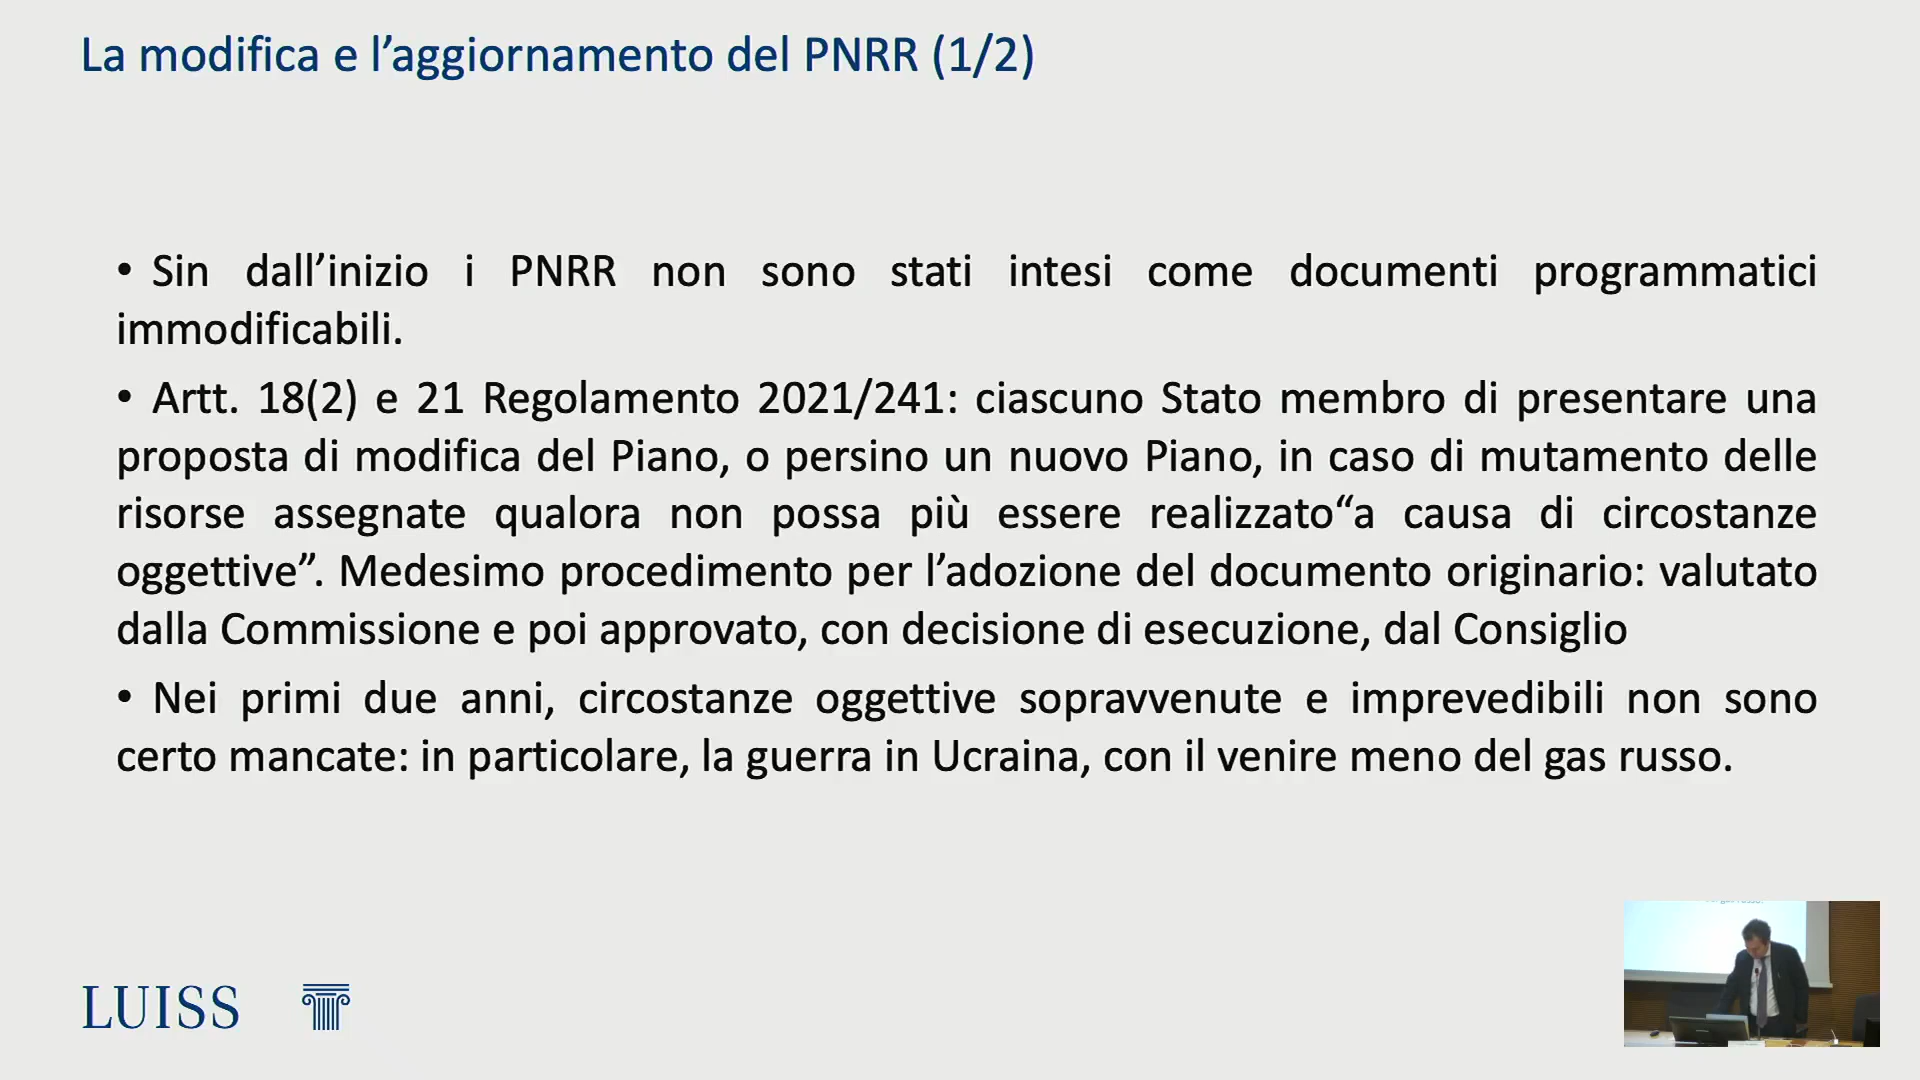 La modifica e l’aggiornamento del PNRR (1/2)
• Sin dall’inizio i PNRR non sono stati intesi come documenti programmatici
immodificabili.
• Artt. 18(2) e 21 Regolamento 2021/241: ciascuno Stato membro di presentare una
proposta di modifica del Piano, o persino un nuovo Piano, in caso di mutamento delle
risorse assegnate qualora non possa più essere realizzato“a causa di circostanze
oggettive”. Medesimo procedimento per l’adozione del documento originario: valutato
dalla Commissione e poi approvato, con decisione di esecuzione, dal Consiglio
• Nei primi due anni, circostanze oggettive sopravvenute e imprevedibili non sono
certo mancate: in particolare, la guerra in Ucraina, con il venire meno del gas russo.
LUISS